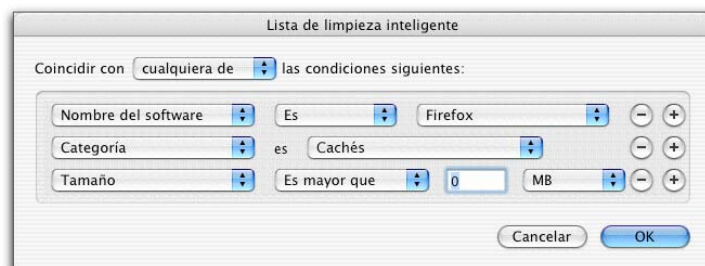 Lista de limpieza inteligente
Coincidir con cualquiera de las condiciones siguientes:
Nombre del software Es Firefox
Categoría es Cachés
Tamaño Es mayor que 0 MB
Cancelar OK